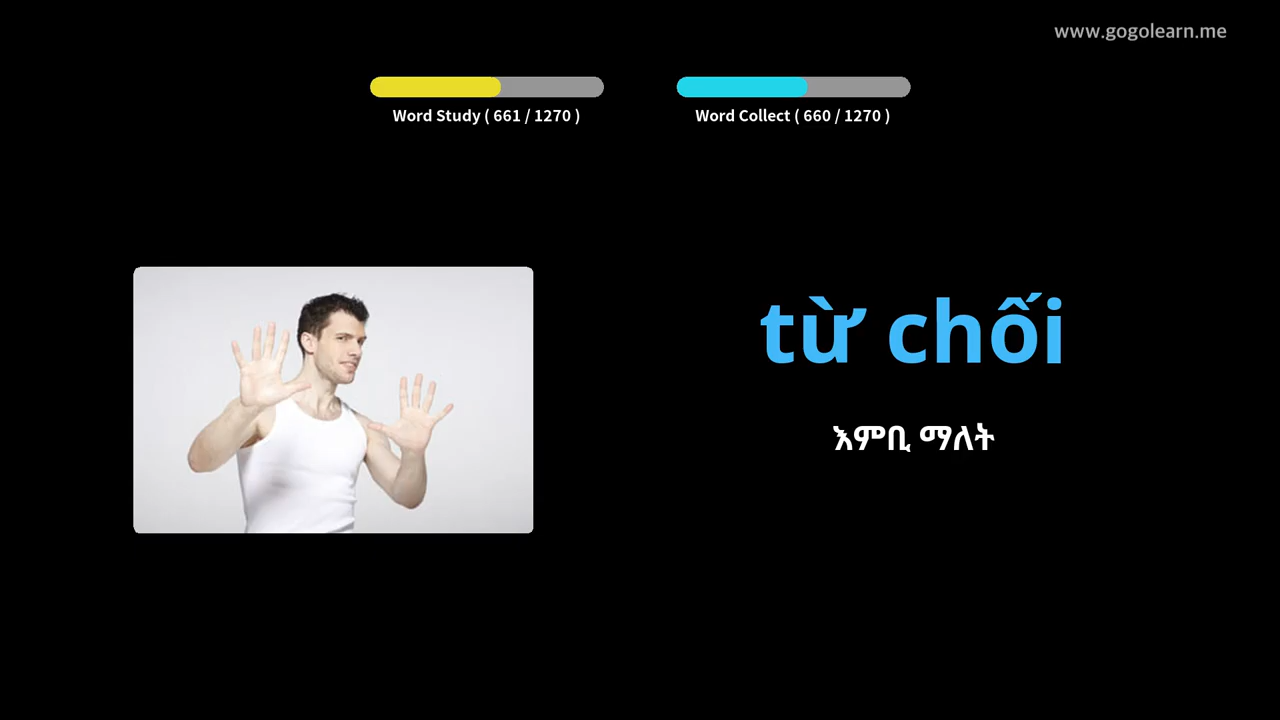 www.gogolearn.me
Word Study ( 661 / 1270 )
Word Collect ( 660 / 1270 )
từ chối
እምቢ ማለት